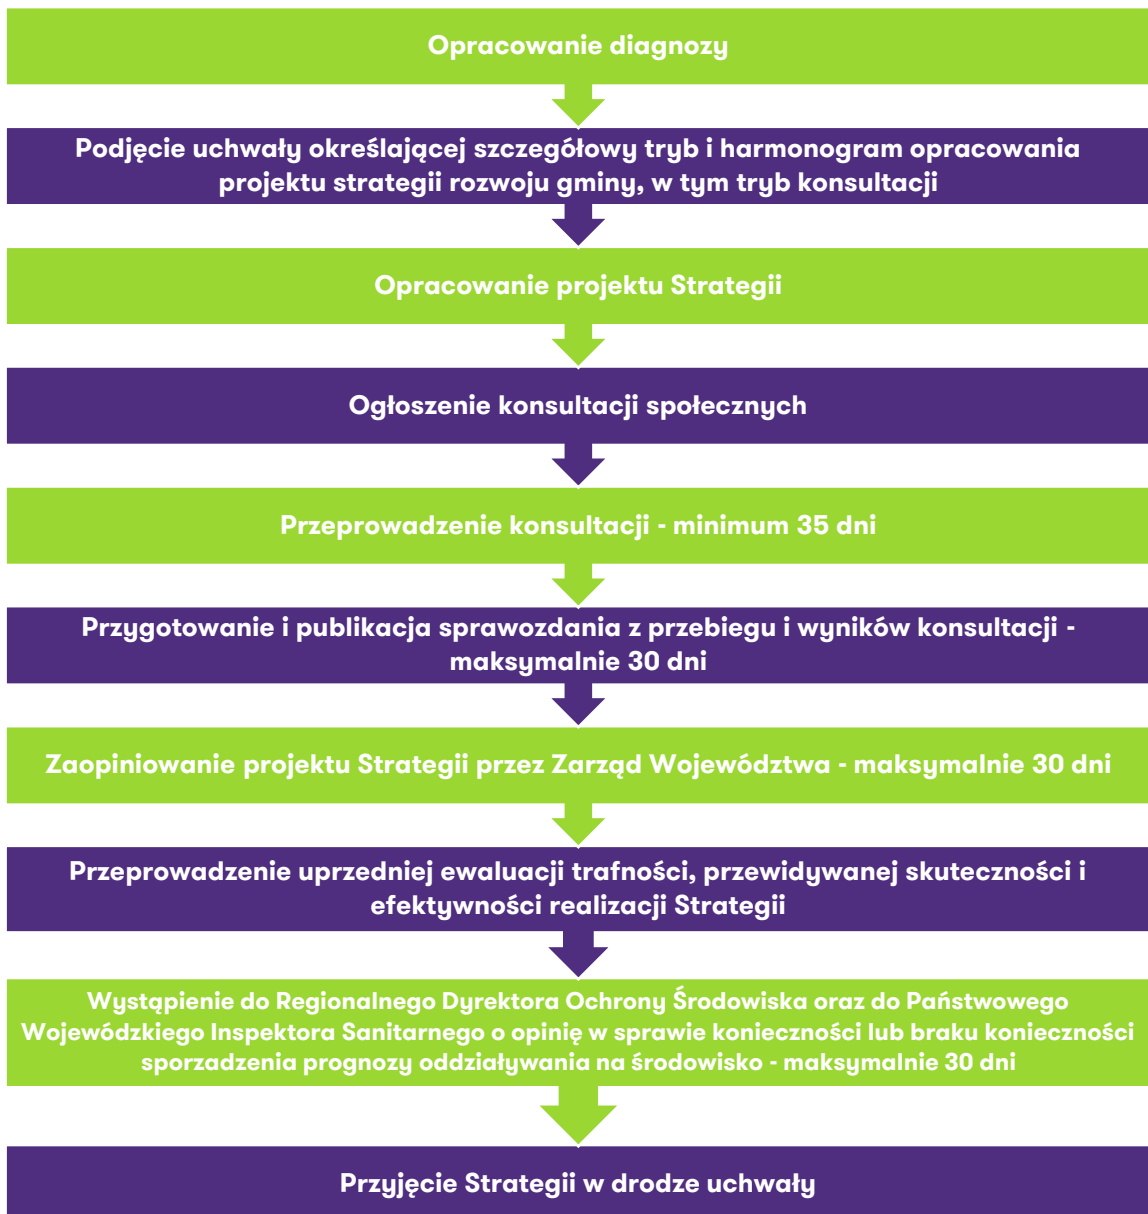 Opracowanie diagnozy
Podjęcie uchwały określającej szczegółowy tryb i harmonogram opracowania
projektu strategii rozwoju gminy, w tym tryb konsultacji
Opracowanie projektu Strategii
Ogłoszenie konsultacji społecznych
Przeprowadzenie konsultacji - minimum 35 dni
Przygotowanie i publikacja sprawozdania z przebiegu i wyników konsultacji -
maksymalnie 30 dni
Zaopiniowanie projektu Strategii przez Zarząd Województwa - maksymalnie 30 dni
Przeprowadzenie uprzedniej ewaluacji trafności, przewidywanej skuteczności i
efektywności realizacji Strategii
Wystąpienie do Regionalnego Dyrektora Ochrony Środowiska oraz do Państwowego
Wojewódzkiego Inspektora Sanitarnego o opinię w sprawie konieczności lub braku konieczności
sporzadzenia prognozy oddziaływania na środowisko - maksymalnie 30 dni
Przyjęcie Strategii w drodze uchwały